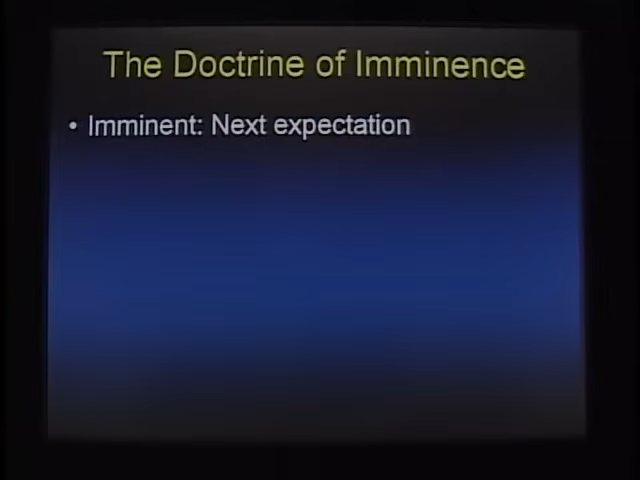 The Doctrine of Imminence
• Imminent: Next expectation